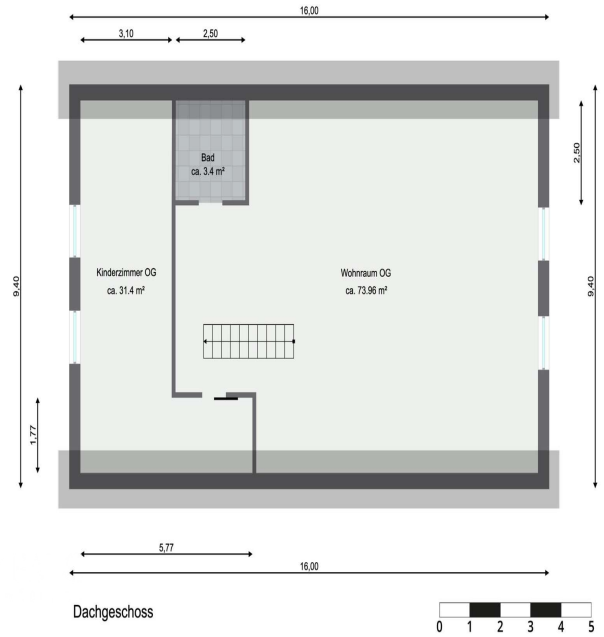 16,00
3,10
2,50
2,50
Bad
ca. 3.4 m²
Kinderzimmer OG
ca. 31.4 m²
Wohnraum OG
ca. 73.96 m²
9,40
9,40
1,77
5,77
16,00
Dachgeschoss
0 1 2 3 4 5